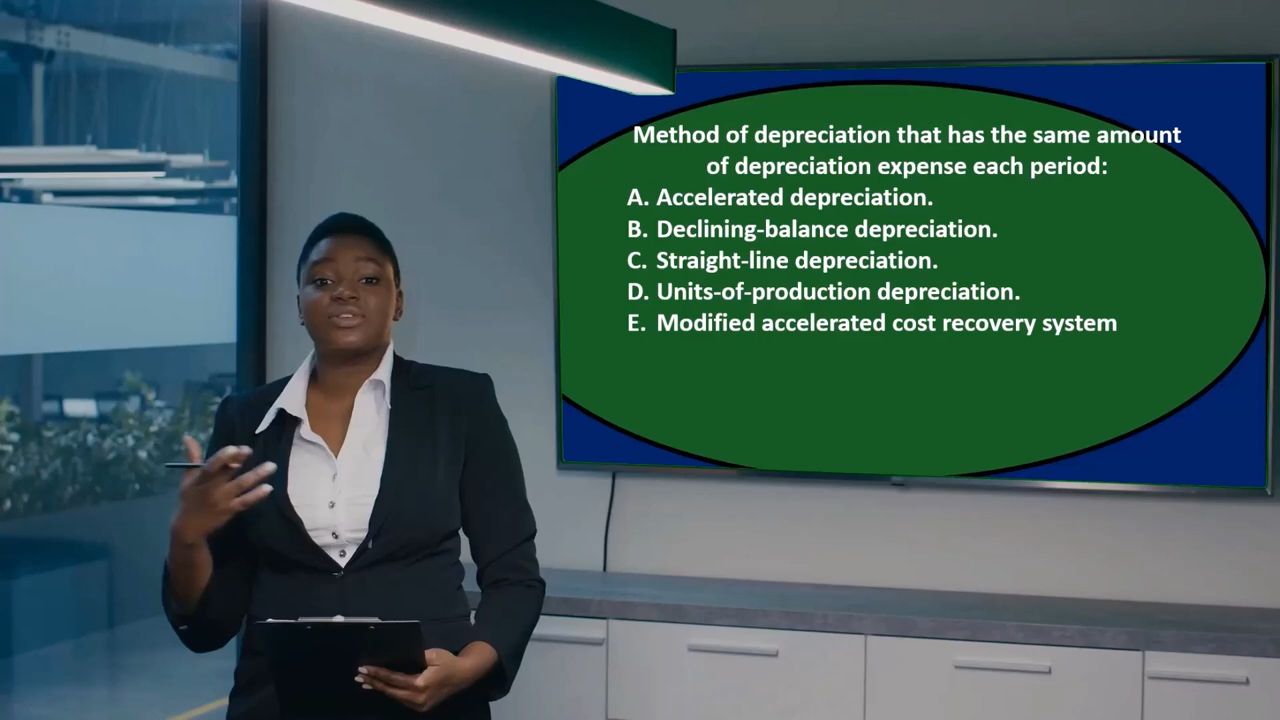 Method of depreciation that has the same amount
of depreciation expense each period:
A. Accelerated depreciation.
B. Declining-balance depreciation.
C. Straight-line depreciation.
D. Units-of-production depreciation.
E. Modified accelerated cost recovery system